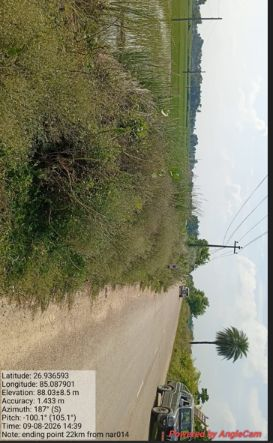 Latitude: 26.936593
Longitude: 85.087901
Elevation: 88.03±8.5 m
Accuracy: 1.433 m
Azimuth: 187° (S)
Pitch: -100.1° (105.1°)
Time: 09-08-2026 14:39
Note: ending point 22km from nar014
Powered by AngleCam